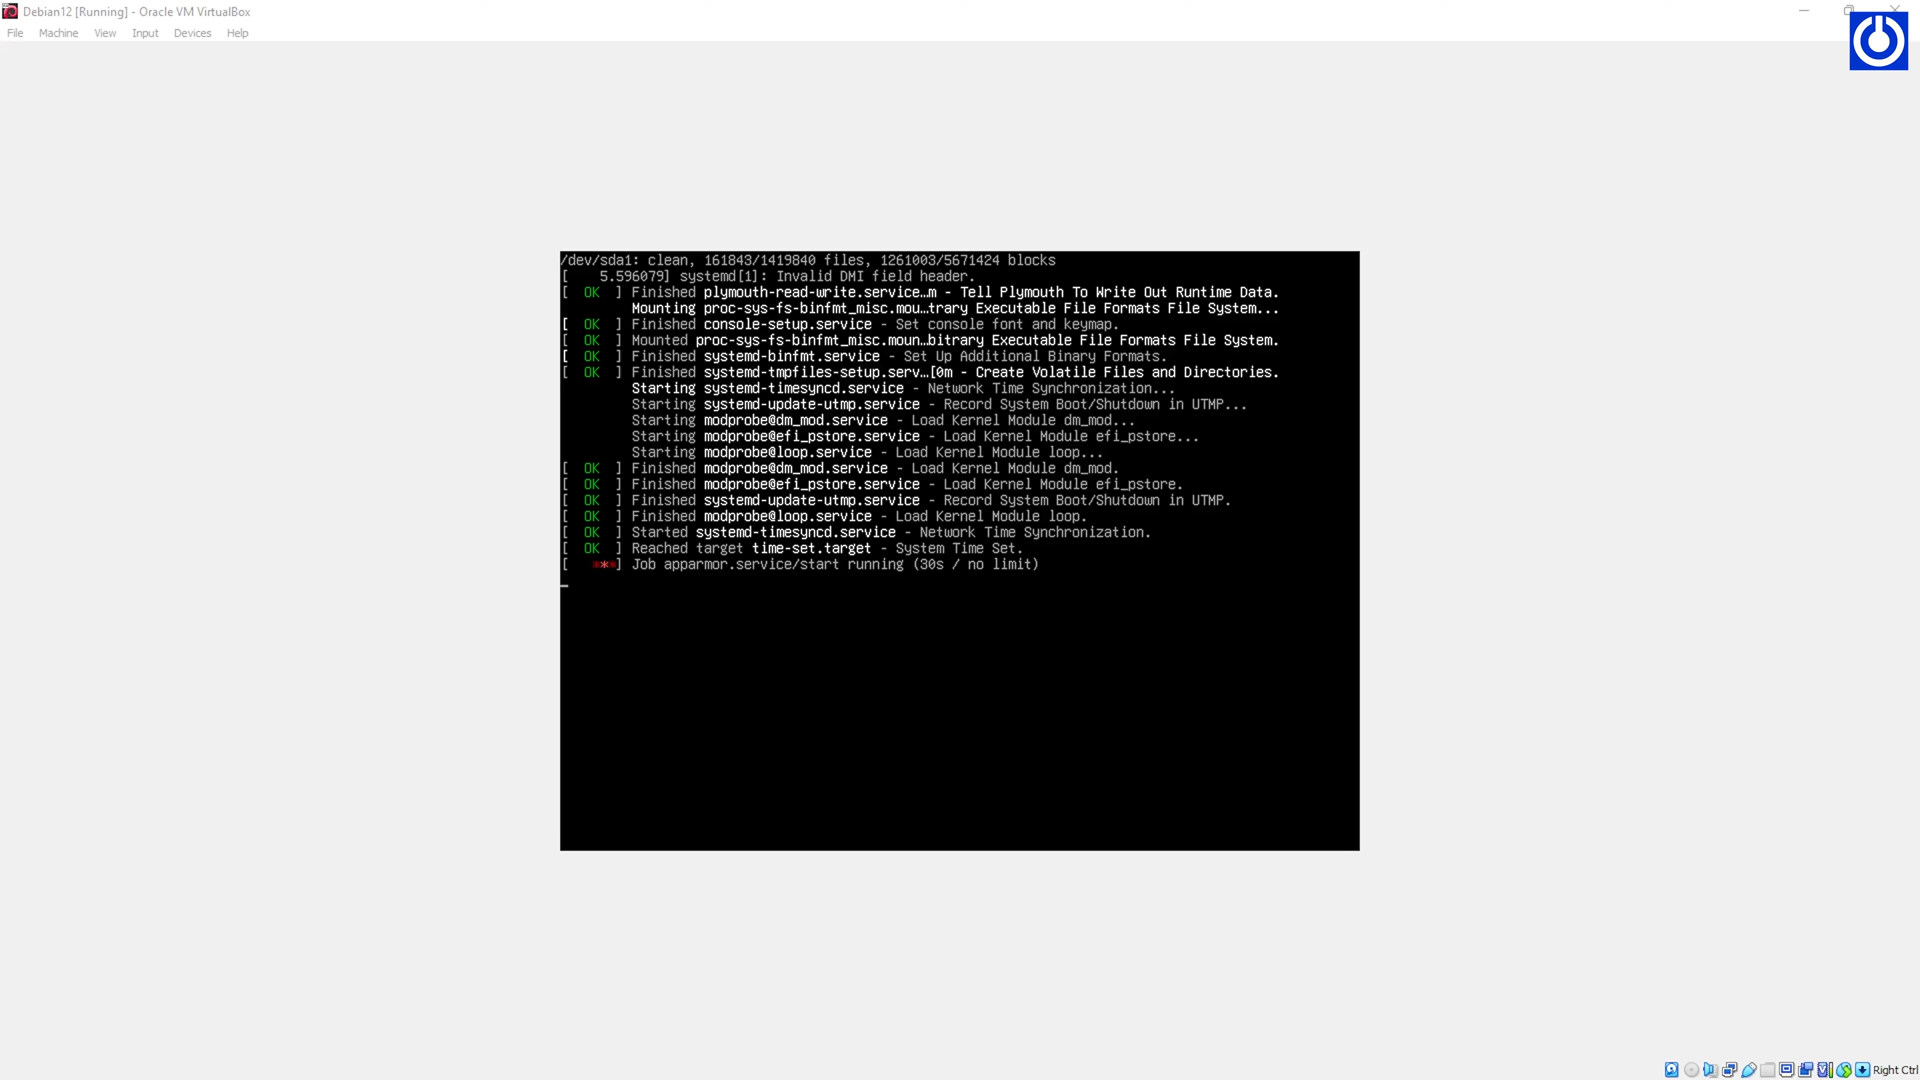 Debian12 [Running] - Oracle VM VirtualBox
File Machine View Input Devices Help
/dev/sda1: clean, 161843/1419840 files, 1261003/5671424 blocks
[    5.596079] systemd[1]: Invalid DMI field header.
[  OK  ] Finished plymouth-read-write.service…m - Tell Plymouth To Write Out Runtime Data.
Mounting proc-sys-fs-binfmt_misc.mou…trary Executable File Formats File System...
[  OK  ] Finished console-setup.service - Set console font and keymap.
[  OK  ] Mounted proc-sys-fs-binfmt_misc.moun…bitrary Executable File Formats File System.
[  OK  ] Finished systemd-binfmt.service - Set Up Additional Binary Formats.
[  OK  ] Finished systemd-tmpfiles-setup.serv…[0m - Create Volatile Files and Directories.
Starting systemd-timesyncd.service - Network Time Synchronization...
Starting systemd-update-utmp.service - Record System Boot/Shutdown in UTMP...
Starting modprobe@dm_mod.service - Load Kernel Module dm_mod...
Starting modprobe@efi_pstore.service - Load Kernel Module efi_pstore...
Starting modprobe@loop.service - Load Kernel Module loop...
[  OK  ] Finished modprobe@dm_mod.service - Load Kernel Module dm_mod.
[  OK  ] Finished modprobe@efi_pstore.service - Load Kernel Module efi_pstore.
[  OK  ] Finished systemd-update-utmp.service - Record System Boot/Shutdown in UTMP.
[  OK  ] Finished modprobe@loop.service - Load Kernel Module loop.
[  OK  ] Started systemd-timesyncd.service - Network Time Synchronization.
[  OK  ] Reached target time-set.target - System Time Set.
[   ***] Job apparmor.service/start running (30s / no limit)
Right Ctrl